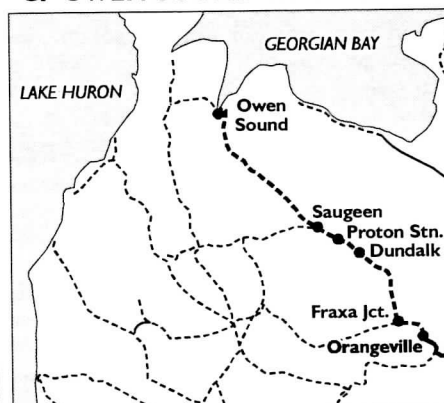 GEORGIAN BAY
LAKE HURON
Owen
Sound
Saugeen
Proton Stn.
Dundalk
Fraxa Jct.
Orangeville